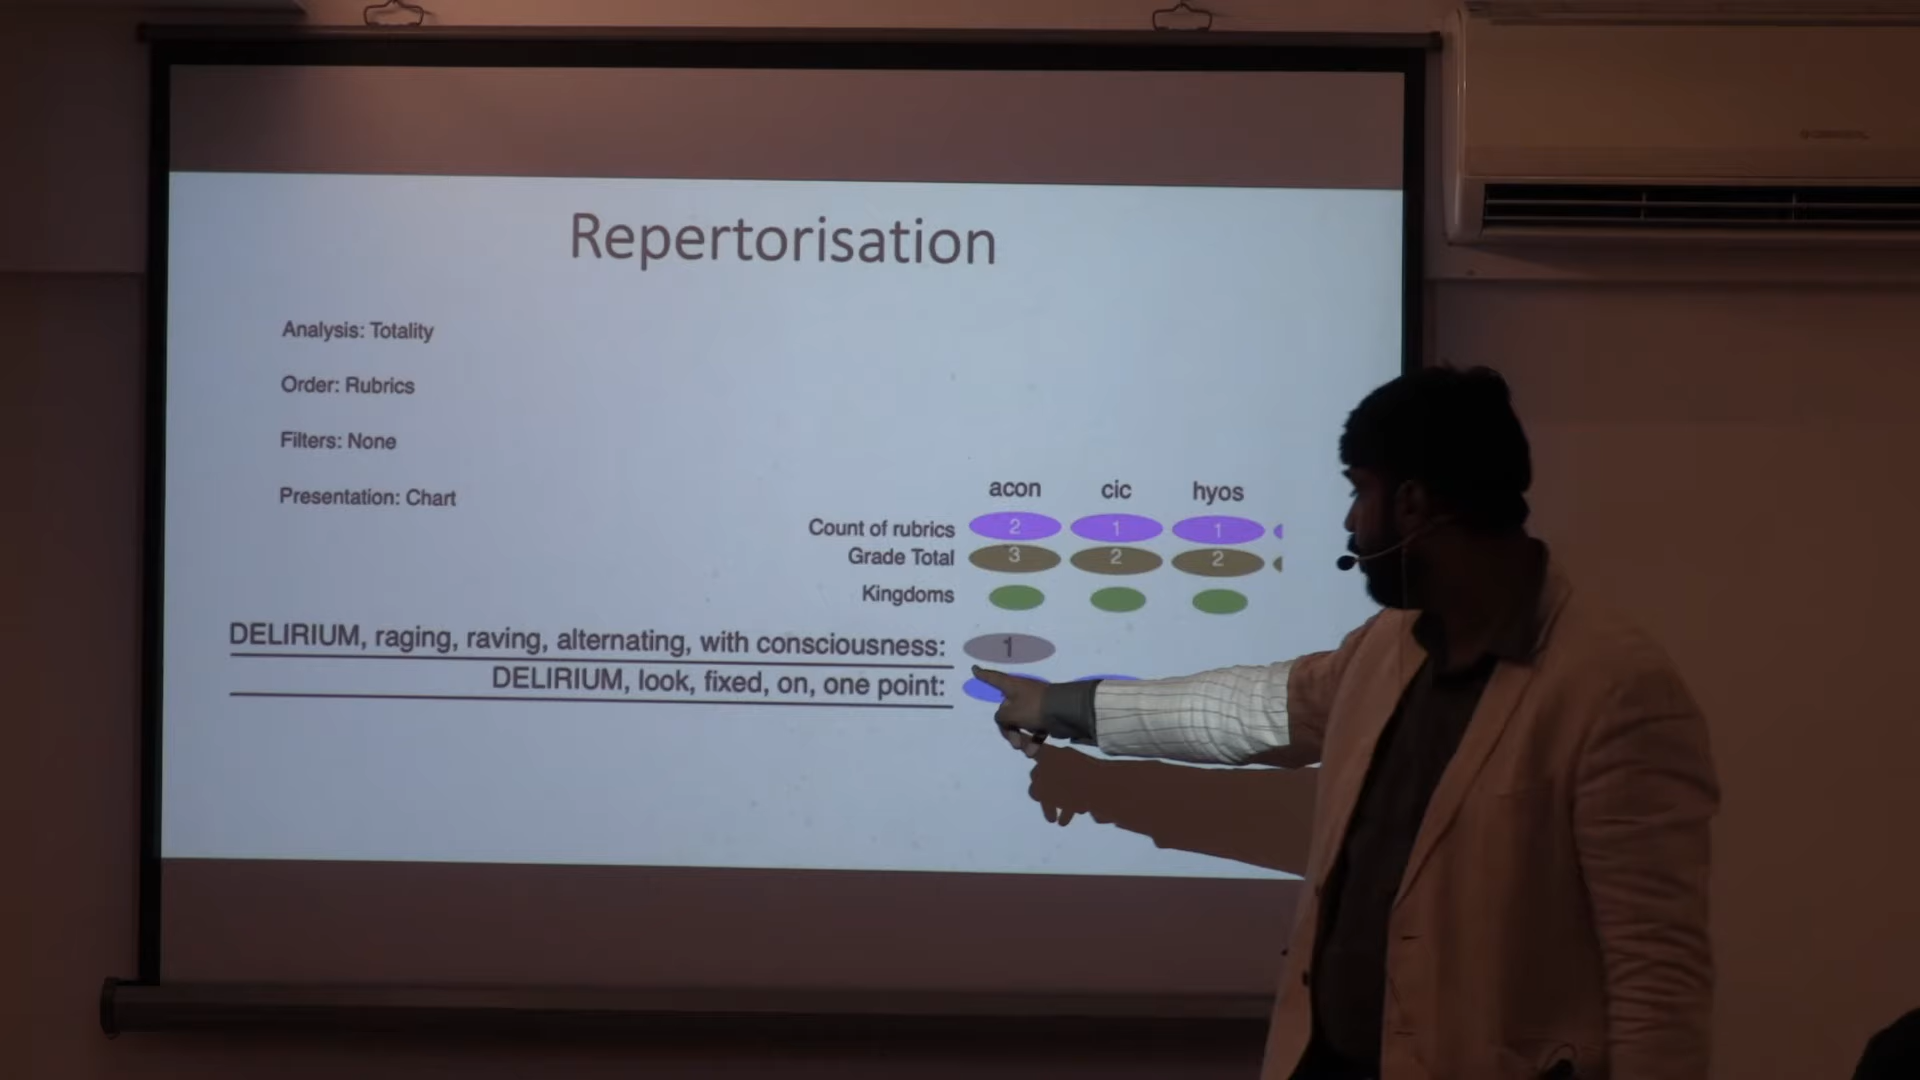 Repertorisation
Analysis: Totality
Order: Rubrics
Filters: None
Presentation: Chart
acon cic hyos
Count of rubrics 2 1 1
Grade Total 3 2 2
Kingdoms
DELIRIUM, raging, raving, alternating, with consciousness: 1
DELIRIUM, look, fixed, on, one point: